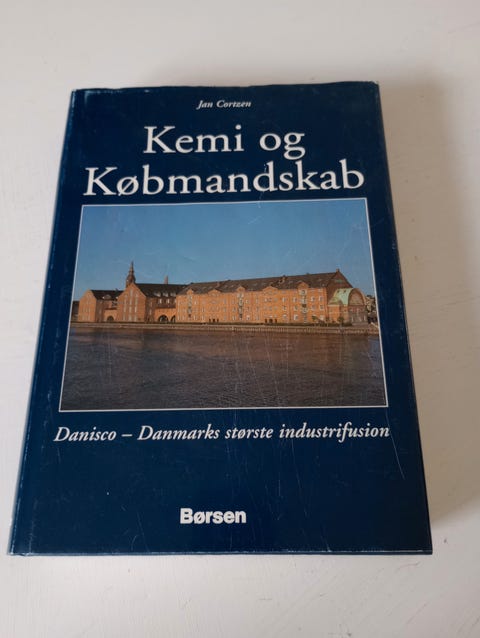 Jan Cortzen
Kemi og
Købmandskab
Danisco – Danmarks største industrifusion
Børsen